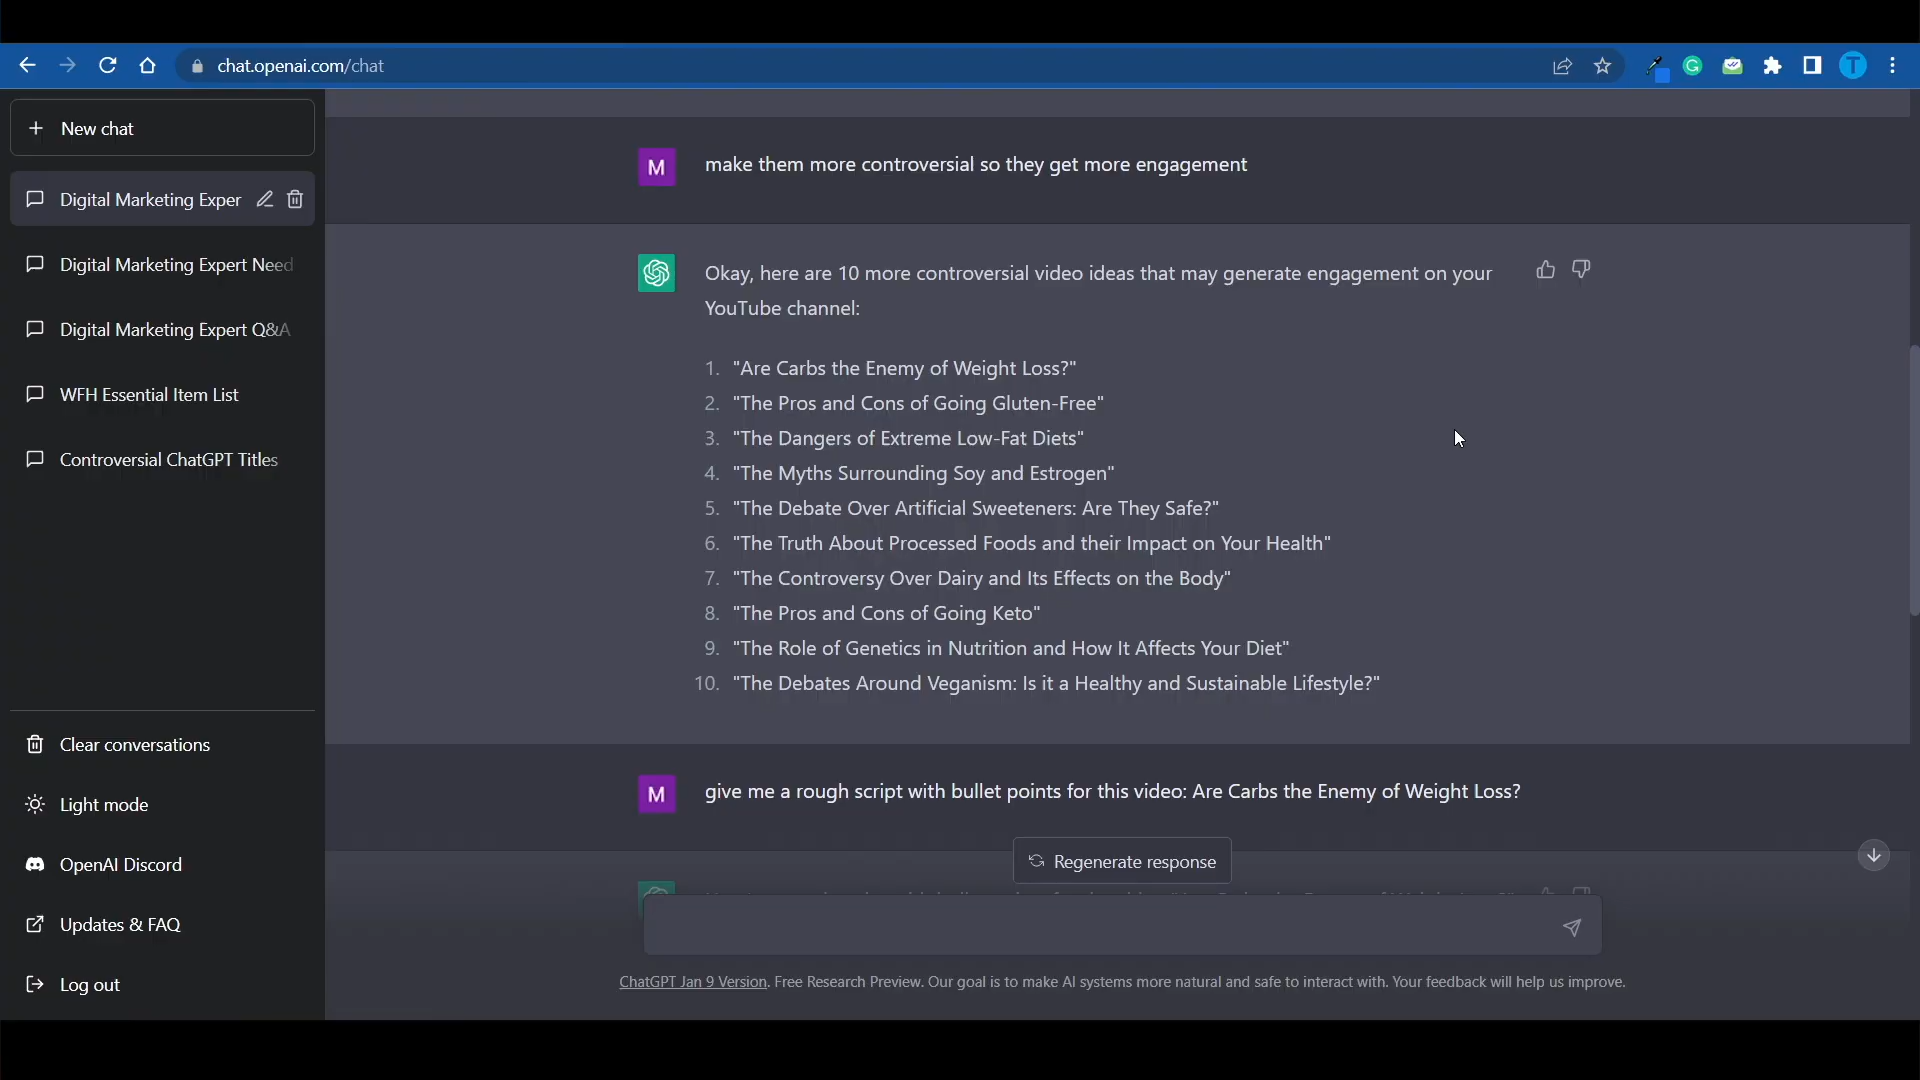 chat.openai.com/chat
T
New chat
Digital Marketing Exper
Digital Marketing Expert Need
Digital Marketing Expert Q&A
WFH Essential Item List
Controversial ChatGPT Titles
Clear conversations
Light mode
OpenAI Discord
Updates & FAQ
Log out
M
make them more controversial so they get more engagement
Okay, here are 10 more controversial video ideas that may generate engagement on your
YouTube channel:
1. "Are Carbs the Enemy of Weight Loss?"
2. "The Pros and Cons of Going Gluten-Free"
3. "The Dangers of Extreme Low-Fat Diets"
4. "The Myths Surrounding Soy and Estrogen"
5. "The Debate Over Artificial Sweeteners: Are They Safe?"
6. "The Truth About Processed Foods and their Impact on Your Health"
7. "The Controversy Over Dairy and Its Effects on the Body"
8. "The Pros and Cons of Going Keto"
9. "The Role of Genetics in Nutrition and How It Affects Your Diet"
10. "The Debates Around Veganism: Is it a Healthy and Sustainable Lifestyle?"
M
give me a rough script with bullet points for this video: Are Carbs the Enemy of Weight Loss?
Regenerate response
ChatGPT Jan 9 Version. Free Research Preview. Our goal is to make AI systems more natural and safe to interact with. Your feedback will help us improve.